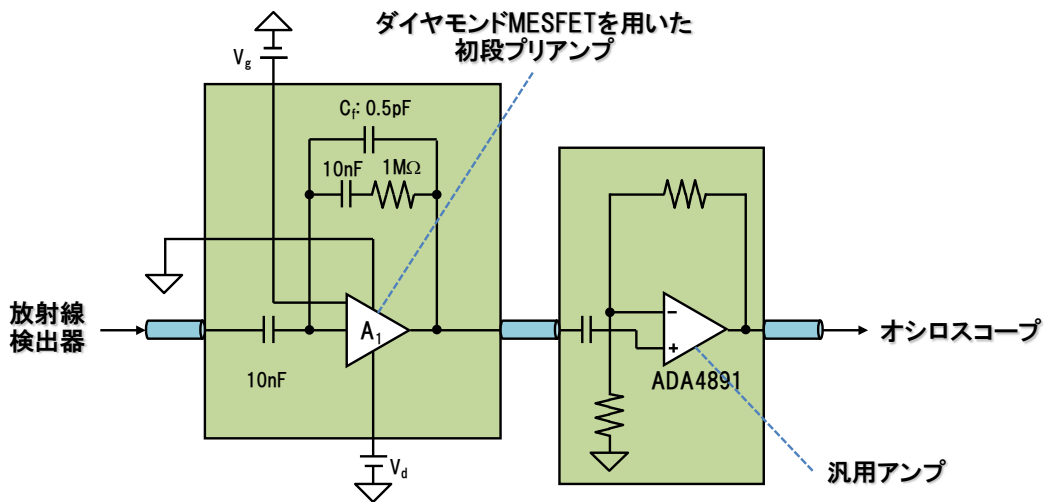 ダイヤモンドMESFETを用いた
初段プリアンプ
Vg
Cf: 0.5pF
10nF 1MΩ
放射線
検出器
A1
10nF
Vd
−
+
ADA4891
オシロスコープ
汎用アンプ